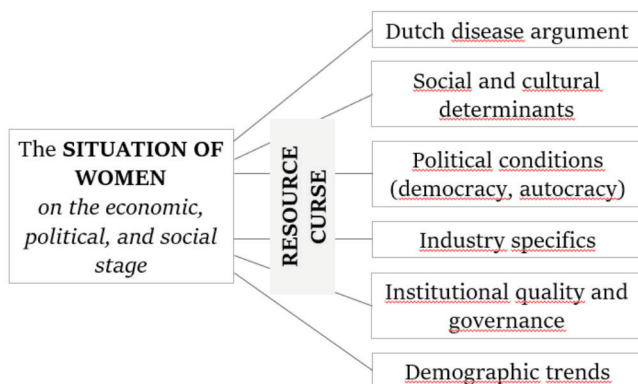 The SITUATION OF
WOMEN
on the economic,
political, and social
stage
RESOURCE
CURSE
Dutch disease argument
Social and cultural
determinants
Political conditions
(democracy, autocracy)
Industry specifics
Institutional quality and
governance
Demographic trends